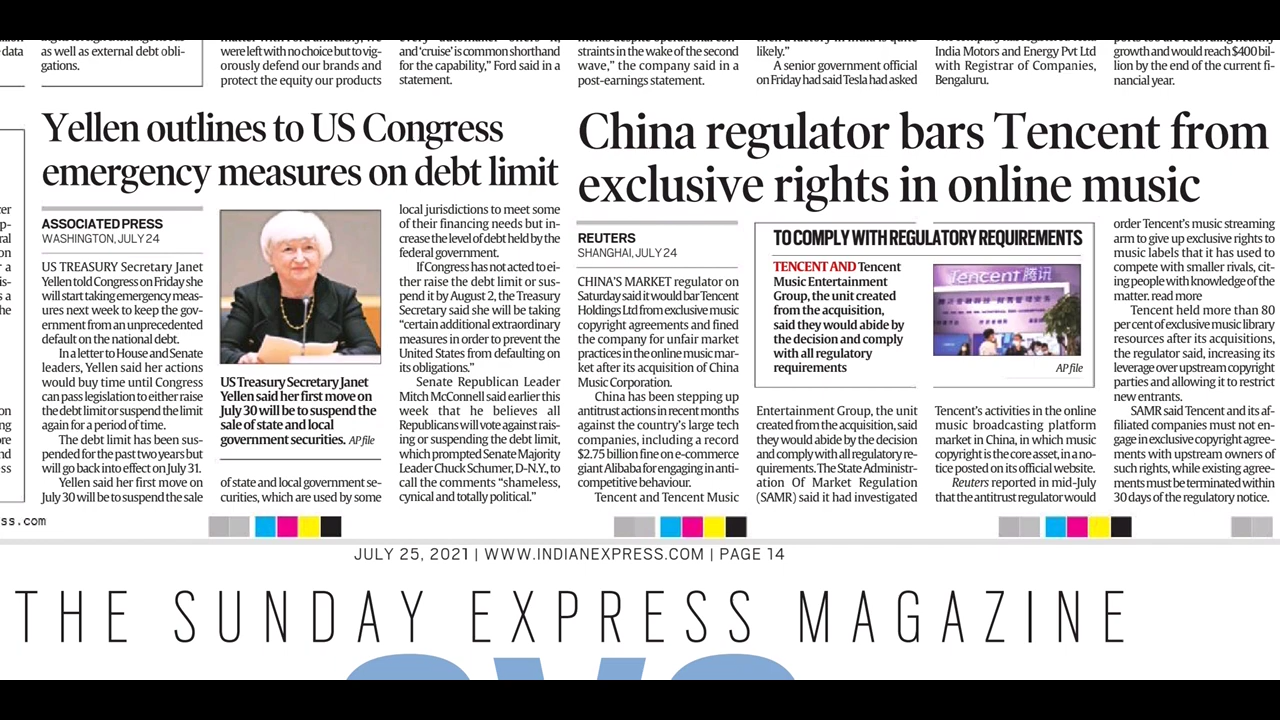 data
as well as external debt obli-
gations.
were left with no choice but to vig-
orously defend our brands and
protect the equity our products
and 'cruise' is common shorthand
for the capability," Ford said in a
statement.
straints in the wake of the second
wave," the company said in a
post-earnings statement.
likely."
A senior government official
on Friday had said Tesla had asked
India Motors and Energy Pvt Ltd
with Registrar of Companies,
Bengaluru.
growth and would reach $400 bil-
lion by the end of the current fi-
nancial year.
Yellen outlines to US Congress
emergency measures on debt limit
ASSOCIATED PRESS
WASHINGTON, JULY 24
US TREASURY Secretary Janet
Yellen told Congress on Friday she
will start taking emergency meas-
ures next week to keep the gov-
ernment from an unprecedented
default on the national debt.
In a letter to House and Senate
leaders, Yellen said her actions
would buy time until Congress
can pass legislation to either raise
the debt limit or suspend the limit
again for a period of time.
The debt limit has been sus-
pended for the past two years but
will go back into effect on July 31.
Yellen said her first move on
July 30 will be to suspend the sale
US Treasury Secretary Janet
Yellen said her first move on
July 30 will be to suspend the
sale of state and local
government securities. AP file
of state and local government se-
curities, which are used by some
local jurisdictions to meet some
of their financing needs but in-
crease the level of debt held by the
federal government.
If Congress has not acted to ei-
ther raise the debt limit or sus-
pend it by August 2, the Treasury
Secretary said she will be taking
"certain additional extraordinary
measures in order to prevent the
United States from defaulting on
its obligations."
Senate Republican Leader
Mitch McConnell said earlier this
week that he believes all
Republicans will vote against rais-
ing or suspending the debt limit,
which prompted Senate Majority
Leader Chuck Schumer, D-N.Y., to
call the comments "shameless,
cynical and totally political."
China regulator bars Tencent from
exclusive rights in online music
REUTERS
SHANGHAI, JULY 24
CHINA'S MARKET regulator on
Saturday said it would bar Tencent
Holdings Ltd from exclusive music
copyright agreements and fined
the company for unfair market
practices in the online music mar-
ket after its acquisition of China
Music Corporation.
China has been stepping up
antitrust actions in recent months
against the country's large tech
companies, including a record
$2.75 billion fine on e-commerce
giant Alibaba for engaging in anti-
competitive behaviour.
Tencent and Tencent Music
TO COMPLY WITH REGULATORY REQUIREMENTS
TENCENT AND Tencent
Music Entertainment
Group, the unit created
from the acquisition,
said they would abide by
the decision and comply
with all regulatory
requirements
Tencent 腾讯
AP file
Entertainment Group, the unit
created from the acquisition, said
they would abide by the decision
and comply with all regulatory re-
quirements. The State Administr-
ation Of Market Regulation
(SAMR) said it had investigated
Tencent's activities in the online
music broadcasting platform
market in China, in which music
copyright is the core asset, in a no-
tice posted on its official website.
Reuters reported in mid-July
that the antitrust regulator would
order Tencent's music streaming
arm to give up exclusive rights to
music labels that it has used to
compete with smaller rivals, cit-
ing people with knowledge of the
matter. read more
Tencent held more than 80
per cent of exclusive music library
resources after its acquisitions,
the regulator said, increasing its
leverage over upstream copyright
parties and allowing it to restrict
new entrants.
SAMR said Tencent and its af-
filiated companies must not en-
gage in exclusive copyright agree-
ments with upstream owners of
such rights, while existing agree-
ments must be terminated within
30 days of the regulatory notice.
ss.com
JULY 25, 2021 | WWW.INDIANEXPRESS.COM | PAGE 14
THE SUNDAY EXPRESS MAGAZINE